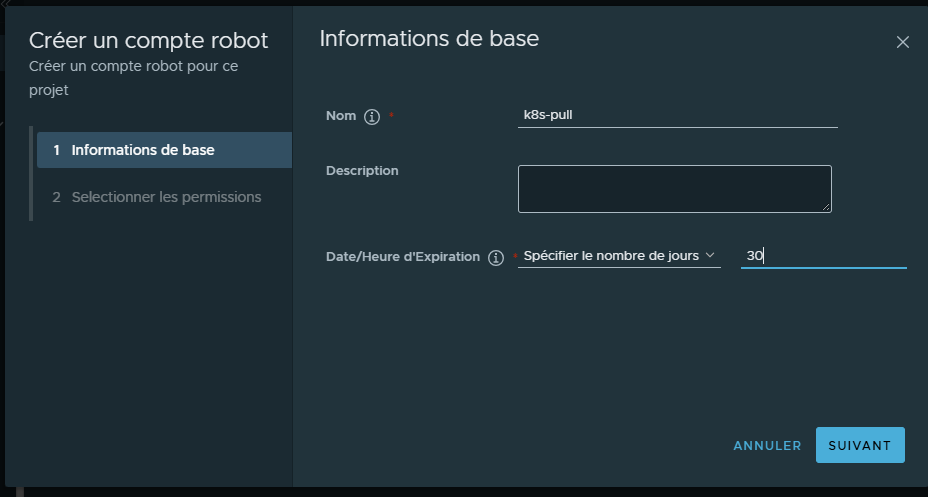 Créer un compte robot
Créer un compte robot pour ce
projet
1 Informations de base
2 Selectionner les permissions
Informations de base
Nom *
k8s-pull
Description
Date/Heure d'Expiration *
Spécifier le nombre de jours
30
ANNULER
SUIVANT